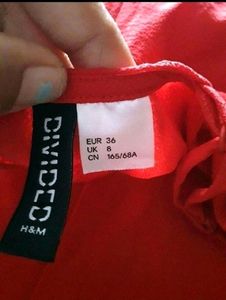 DIVIDED
H&M
EUR 36
UK 8
CN 165/68A